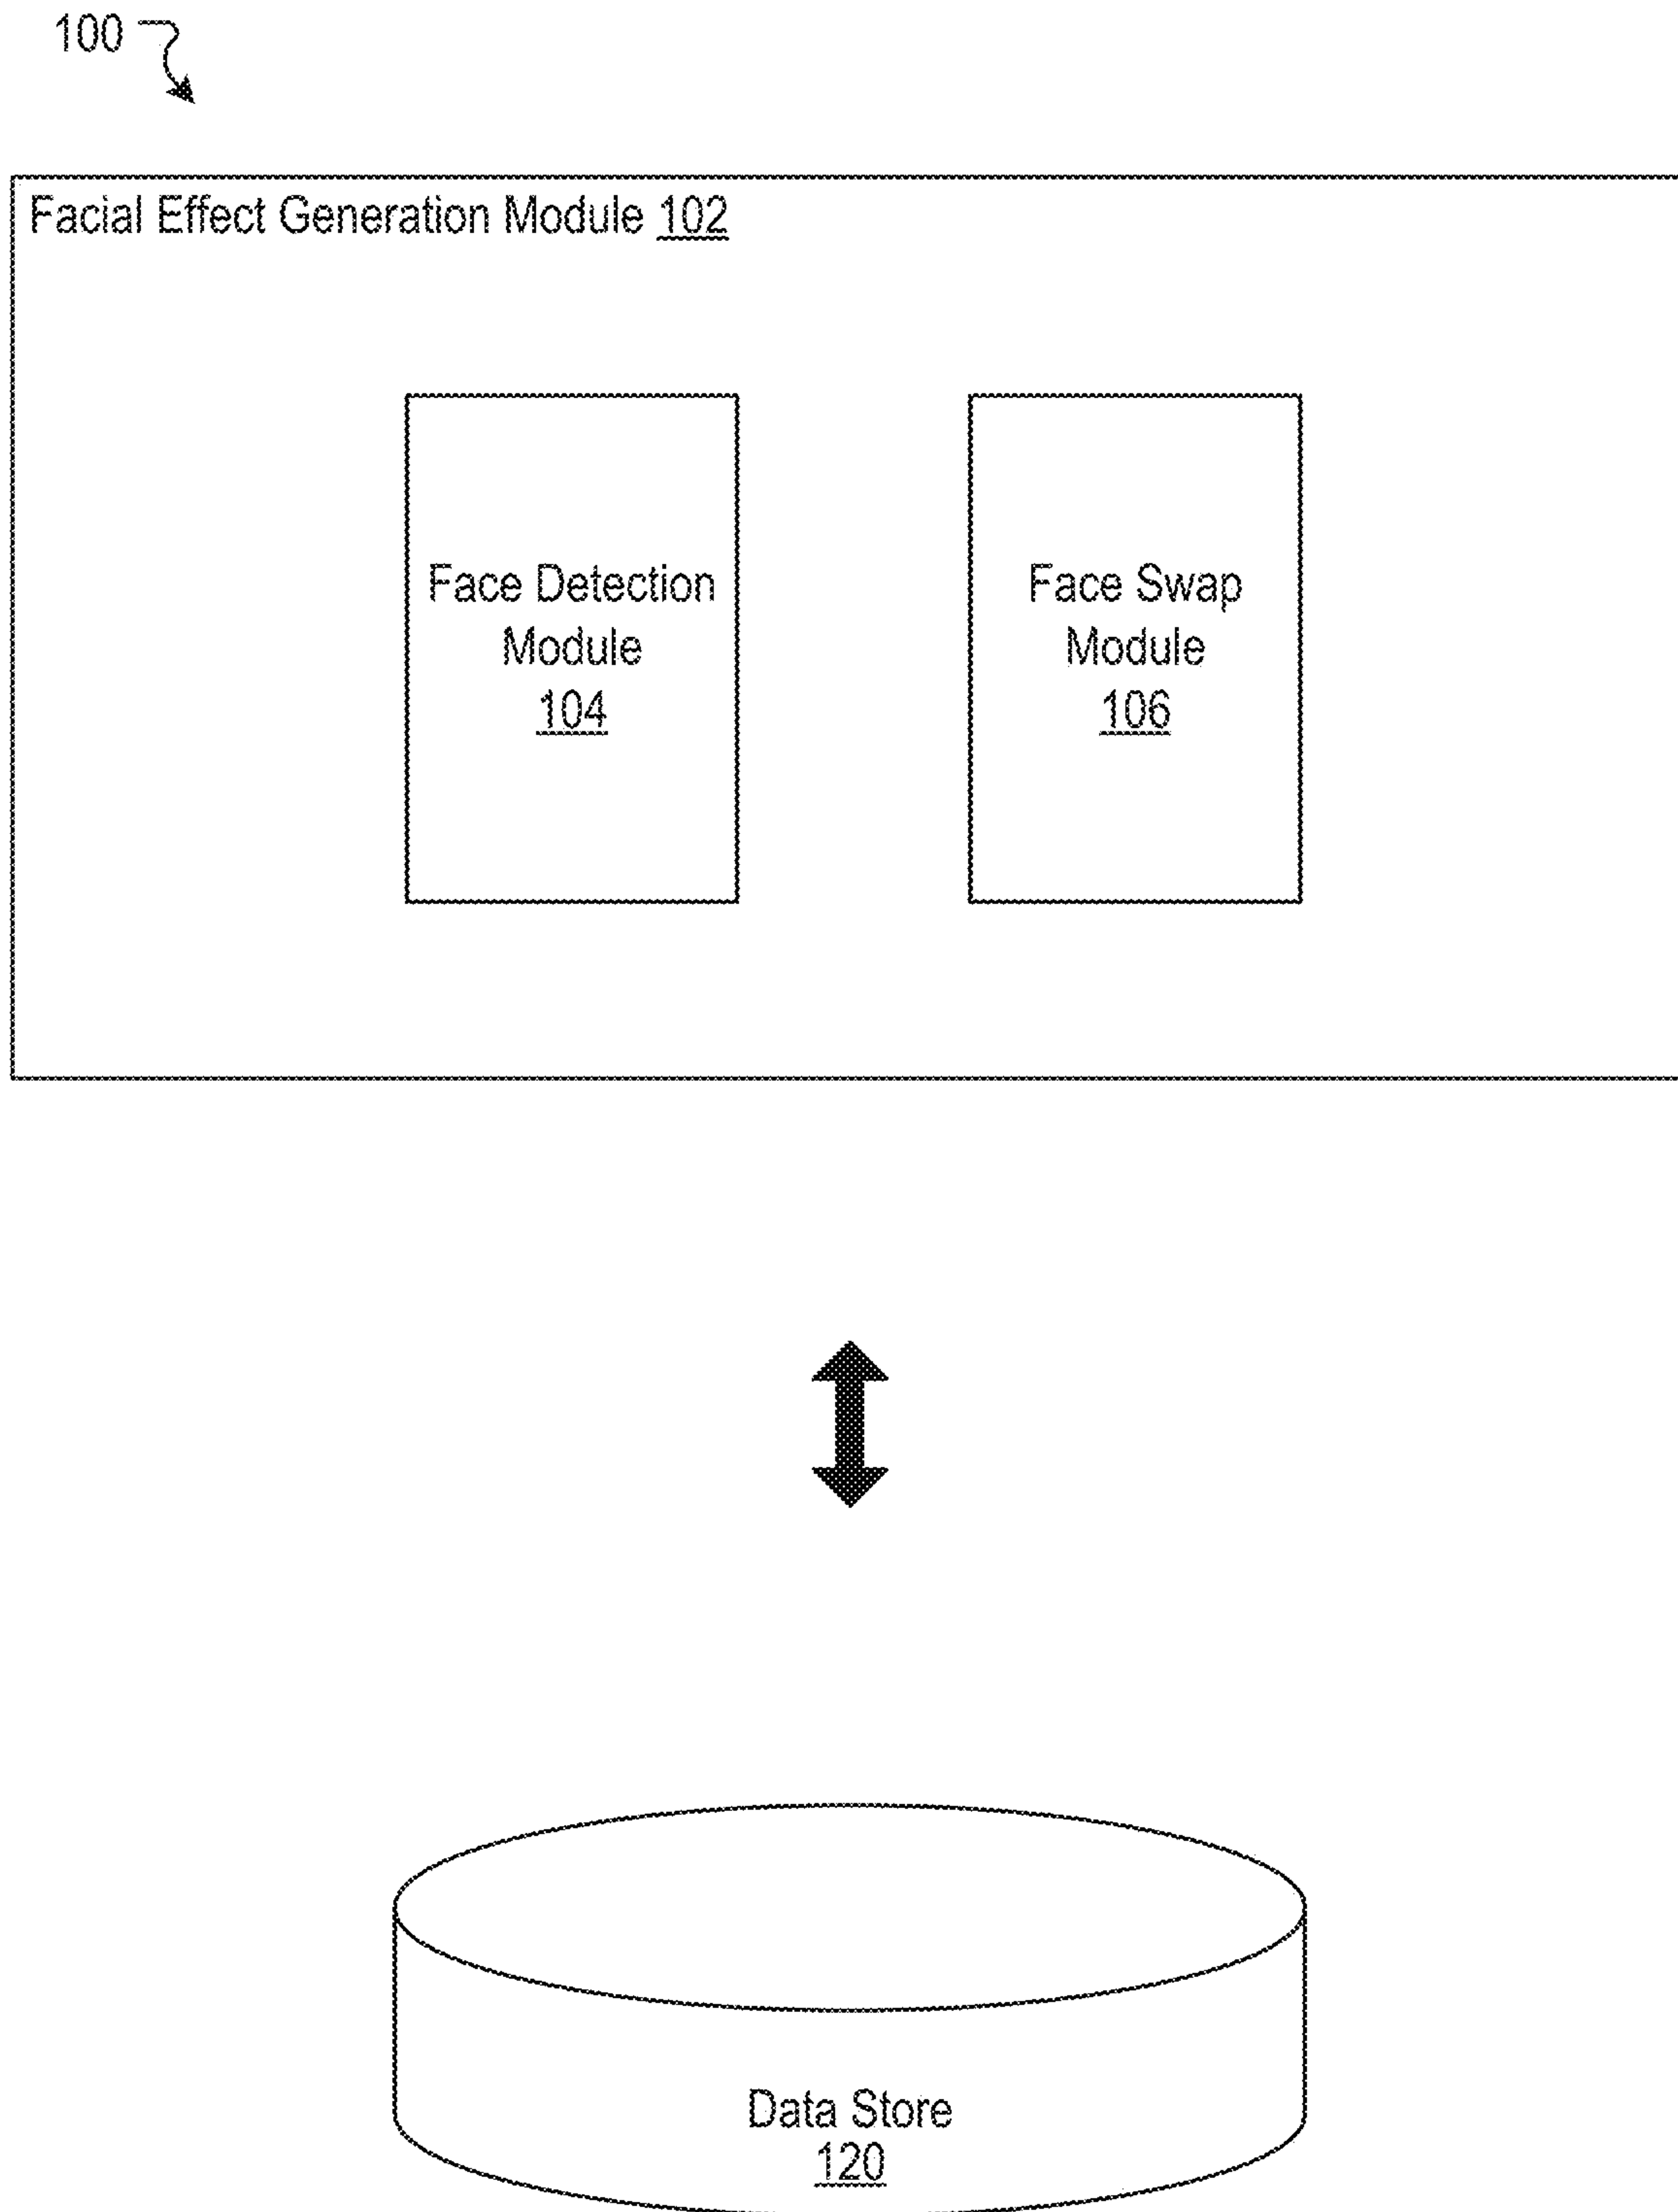 100
Facial Effect Generation Module 102
Face Detection
Module
104
Face Swap
Module
106
Data Store
120